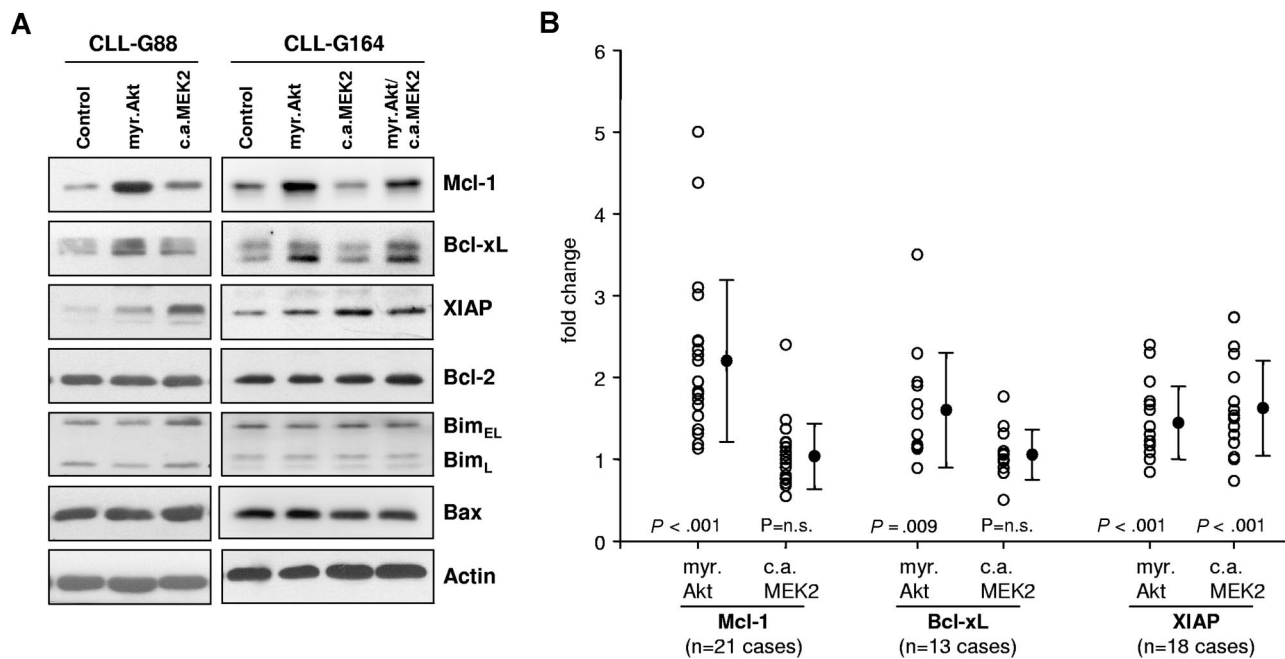 A
CLL-G88
CLL-G164
Control
myr.Akt
c.a.MEK2
Control
myr.Akt
c.a.MEK2
myr.Akt/
c.a.MEK2
Mcl-1
Bcl-xL
XIAP
Bcl-2
BimEL
BimL
Bax
Actin
B
fold change
6
5
4
3
2
1
0
P < .001
P=n.s.
P = .009
P=n.s.
P < .001
P < .001
myr. c.a. myr. c.a. myr. c.a.
Akt MEK2 Akt MEK2 Akt MEK2
Mcl-1 Bcl-xL XIAP
(n=21 cases) (n=13 cases) (n=18 cases)